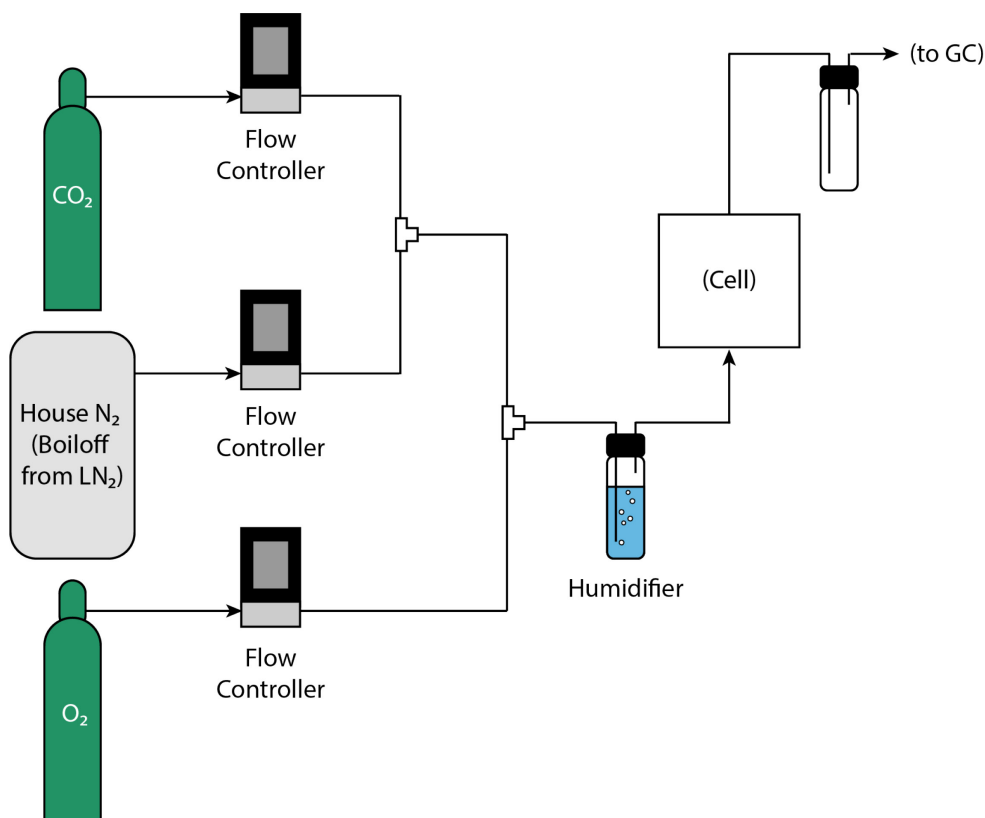 (to GC)
Flow
Controller
CO₂
(Cell)
House N₂
(Boiloff
from LN₂)
Flow
Controller
Humidifier
Flow
Controller
O₂